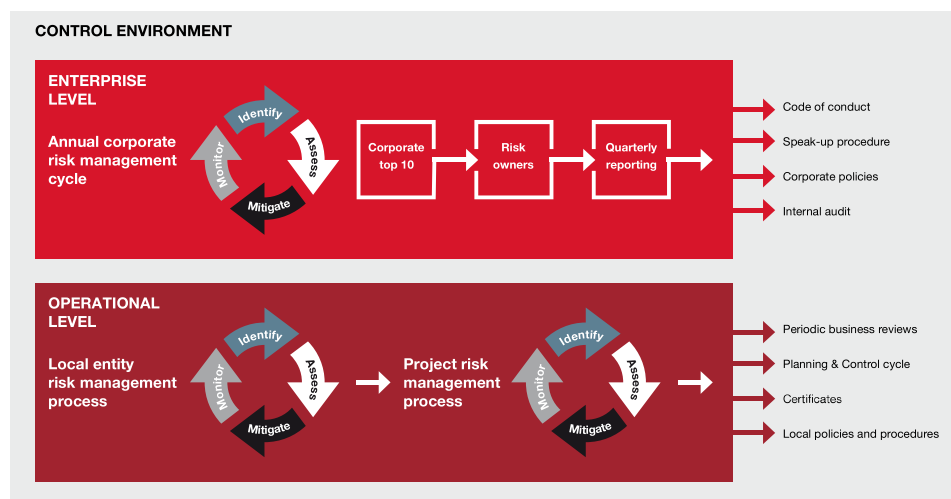 CONTROL ENVIRONMENT
ENTERPRISE
LEVEL
Annual corporate
risk management
cycle
Identify
Assess
Mitigate
Monitor
Corporate
top 10
Risk
owners
Quarterly
reporting
Code of conduct
Speak-up procedure
Corporate policies
Internal audit
OPERATIONAL
LEVEL
Local entity
risk management
process
Identify
Assess
Mitigate
Monitor
Project risk
management
process
Identify
Assess
Mitigate
Monitor
Periodic business reviews
Planning & Control cycle
Certificates
Local policies and procedures